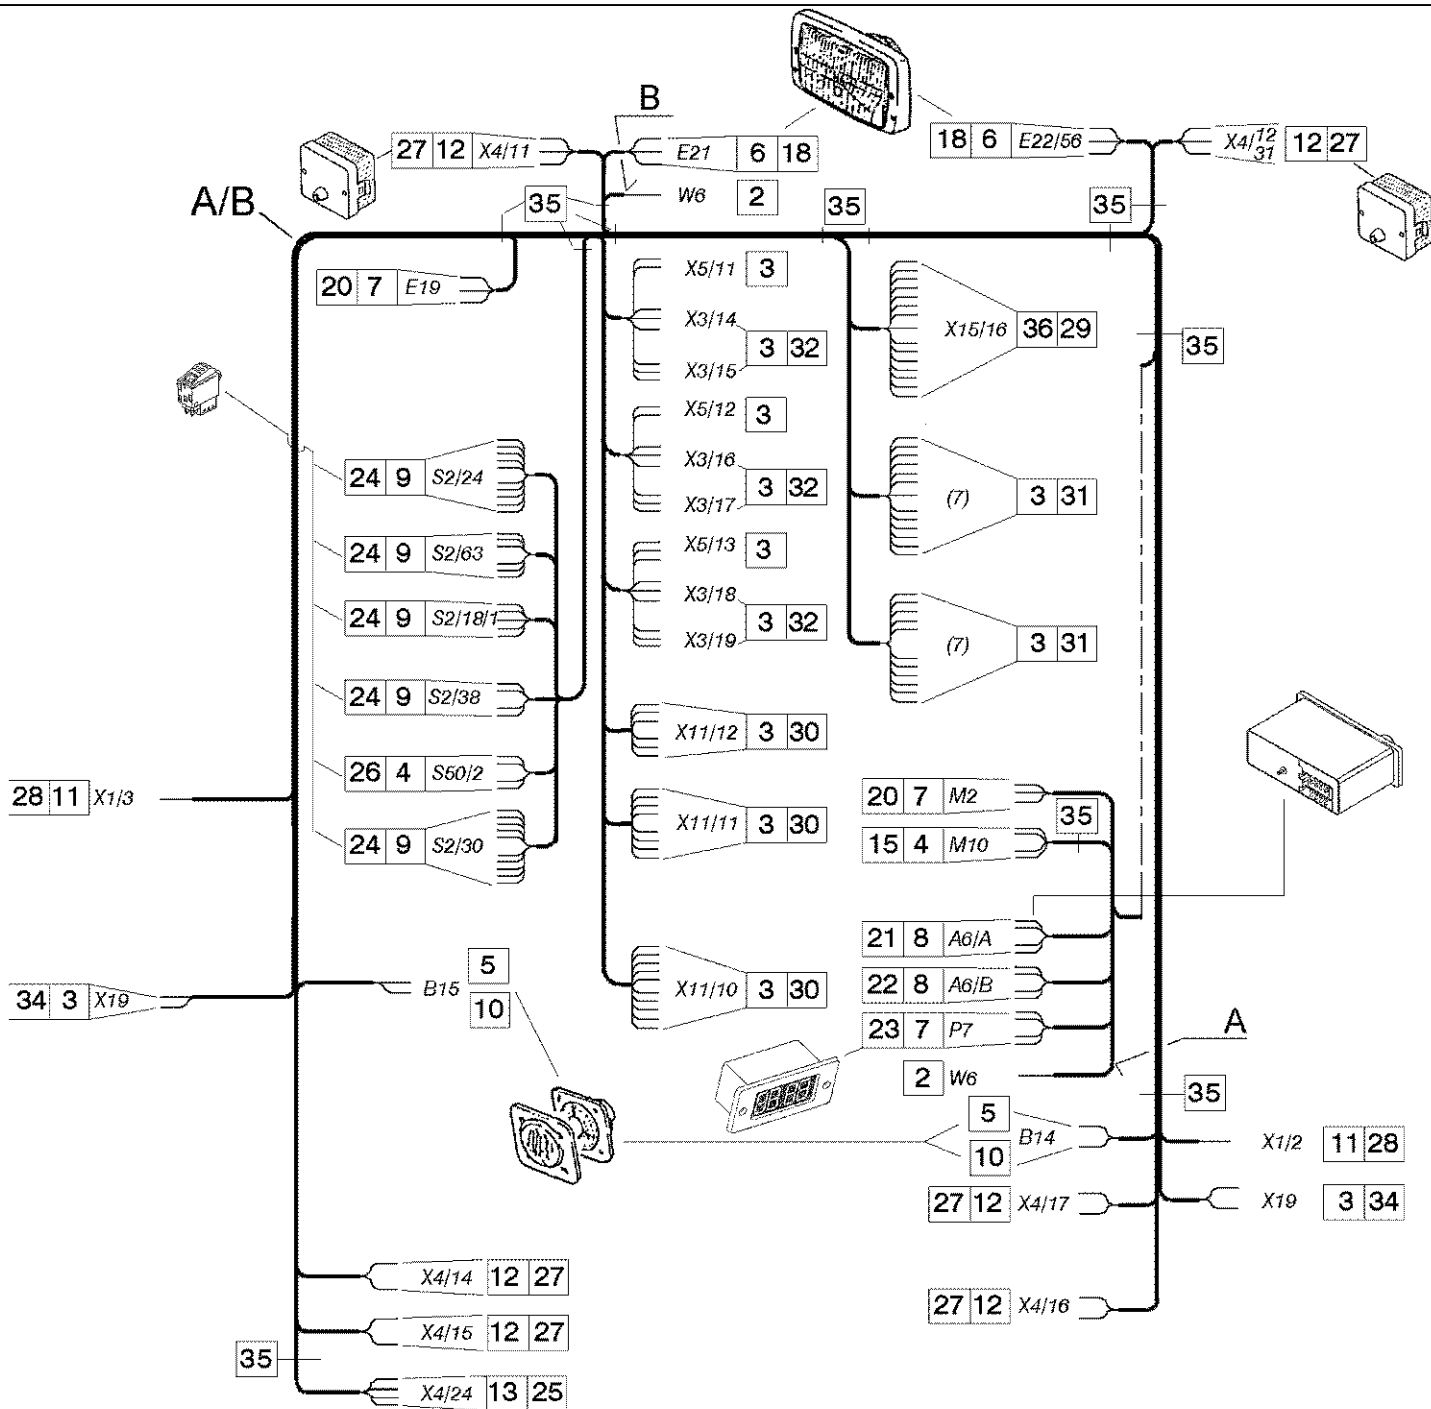 B
27 12 X4/11
E21 6 18
18 6 E22/56
X4/12 12 27
31
W6 2
A/B
35
35
35
20 7 E19
X5/11 3
X3/14
3 32
X3/15
X15/16 36 29
35
X5/12 3
X3/16
3 32
X3/17
24 9 S2/24
(7) 3 31
X5/13 3
24 9 S2/63
X3/18
3 32
X3/19
24 9 S2/18/1
(7) 3 31
24 9 S2/38
X11/12 3 30
26 4 S50/2
28 11 X1/3
20 7 M2
35
X11/11 3 30
15 4 M10
24 9 S2/30
21 8 A6/A
5
B15
10
X11/10 3 30
22 8 A6/B
34 3 X19
23 7 P7
A
2 W6
35
5
B14
10
X1/2 11 28
27 12 X4/17
X19 3 34
X4/14 12 27
27 12 X4/16
X4/15 12 27
35
X4/24 13 25